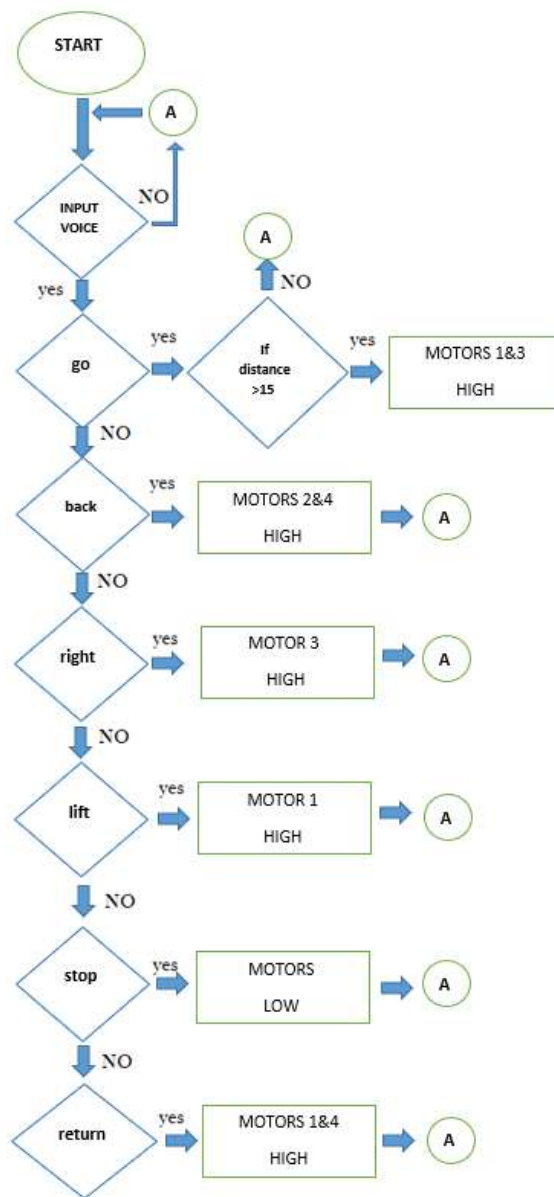 START
A
INPUT
VOICE
NO
yes
A
NO
go
yes
If
distance
>15
yes
MOTORS 1&3
HIGH
NO
back
yes
MOTORS 2&4
HIGH
A
NO
right
yes
MOTOR 3
HIGH
A
NO
lift
yes
MOTOR 1
HIGH
A
NO
stop
yes
MOTORS
LOW
A
NO
return
yes
MOTORS 1&4
HIGH
A